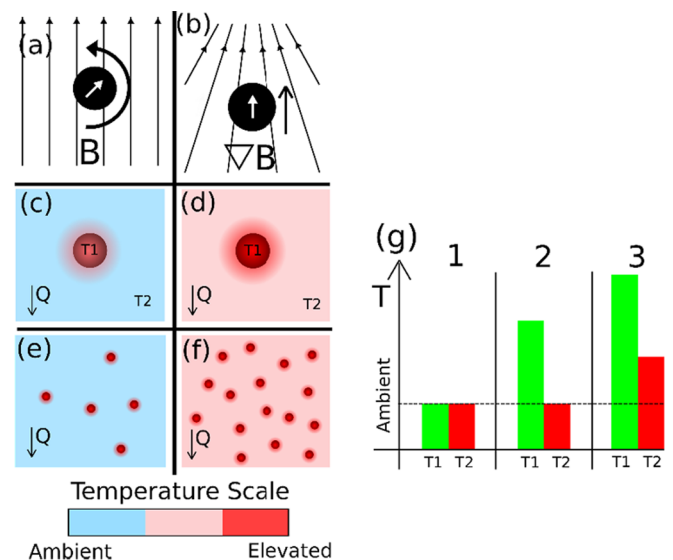 (a)
B
(b)
▽B
(c)
T1
Q
T2
(d)
T1
Q
T2
(e)
Q
(f)
Q
Temperature Scale
Ambient Elevated
(g)
T
1 2 3
Ambient
T1 T2 T1 T2 T1 T2